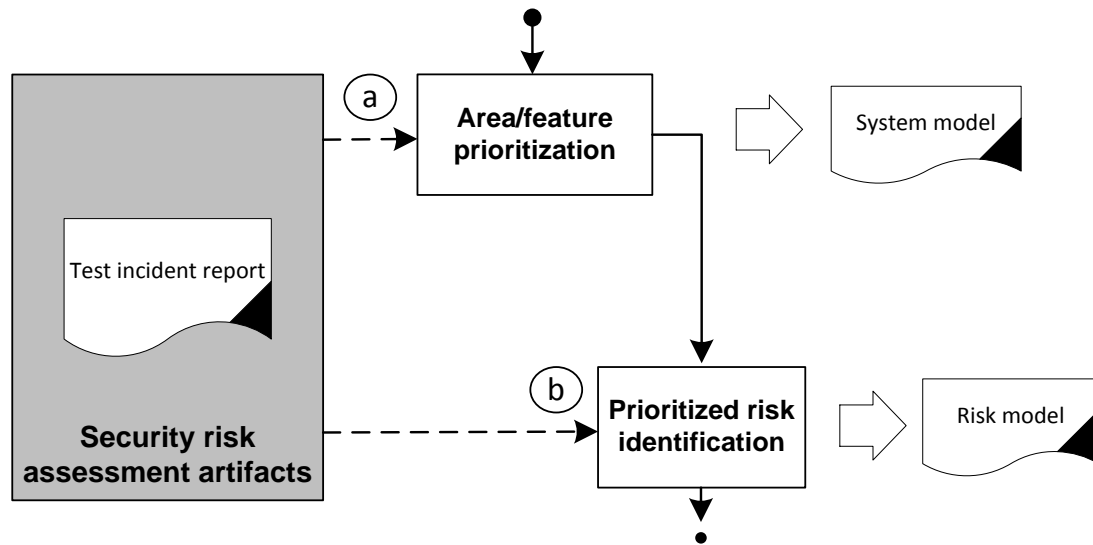 a
Area/feature
prioritization
System model
Test incident report
b
Prioritized risk
identification
Risk model
Security risk
assessment artifacts